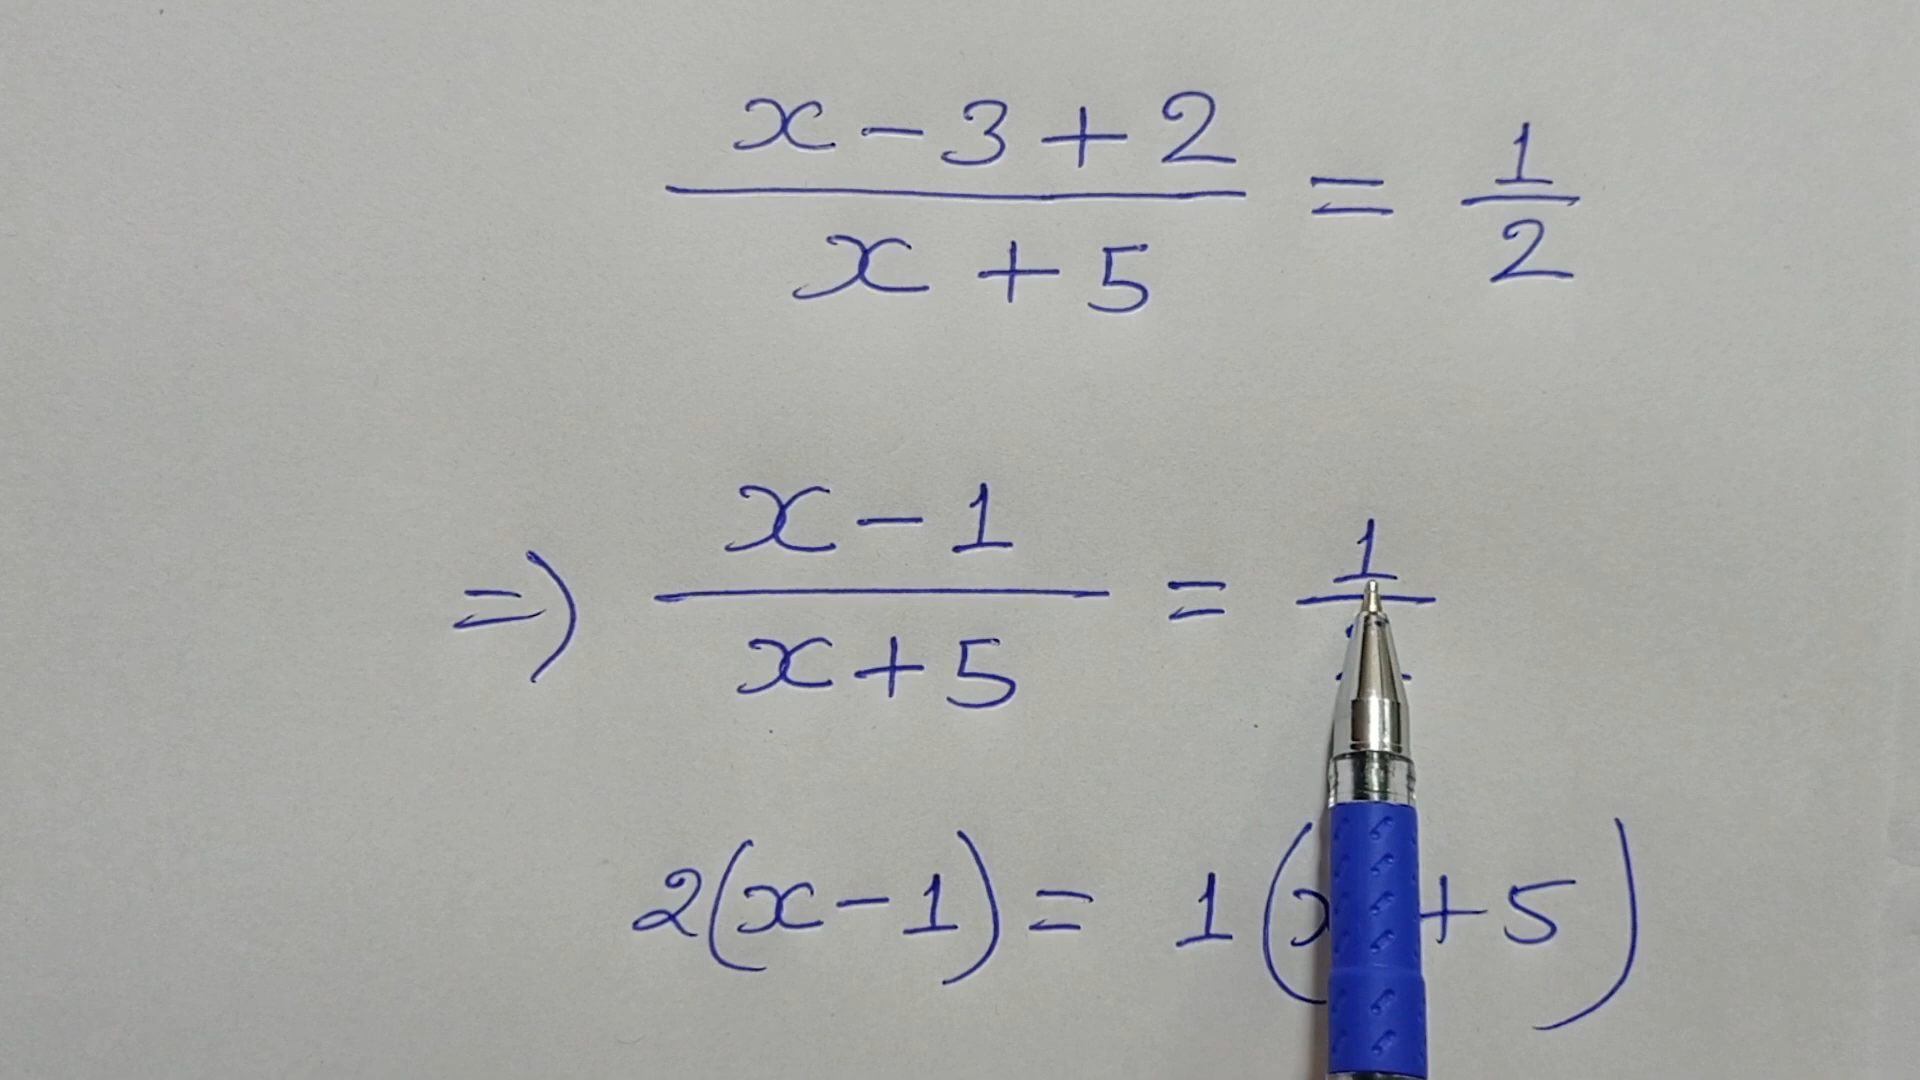 x - 3 + 2
x + 5
= 1/2
=> x - 1
x + 5
= 1/
2(x - 1) = 1(x + 5)